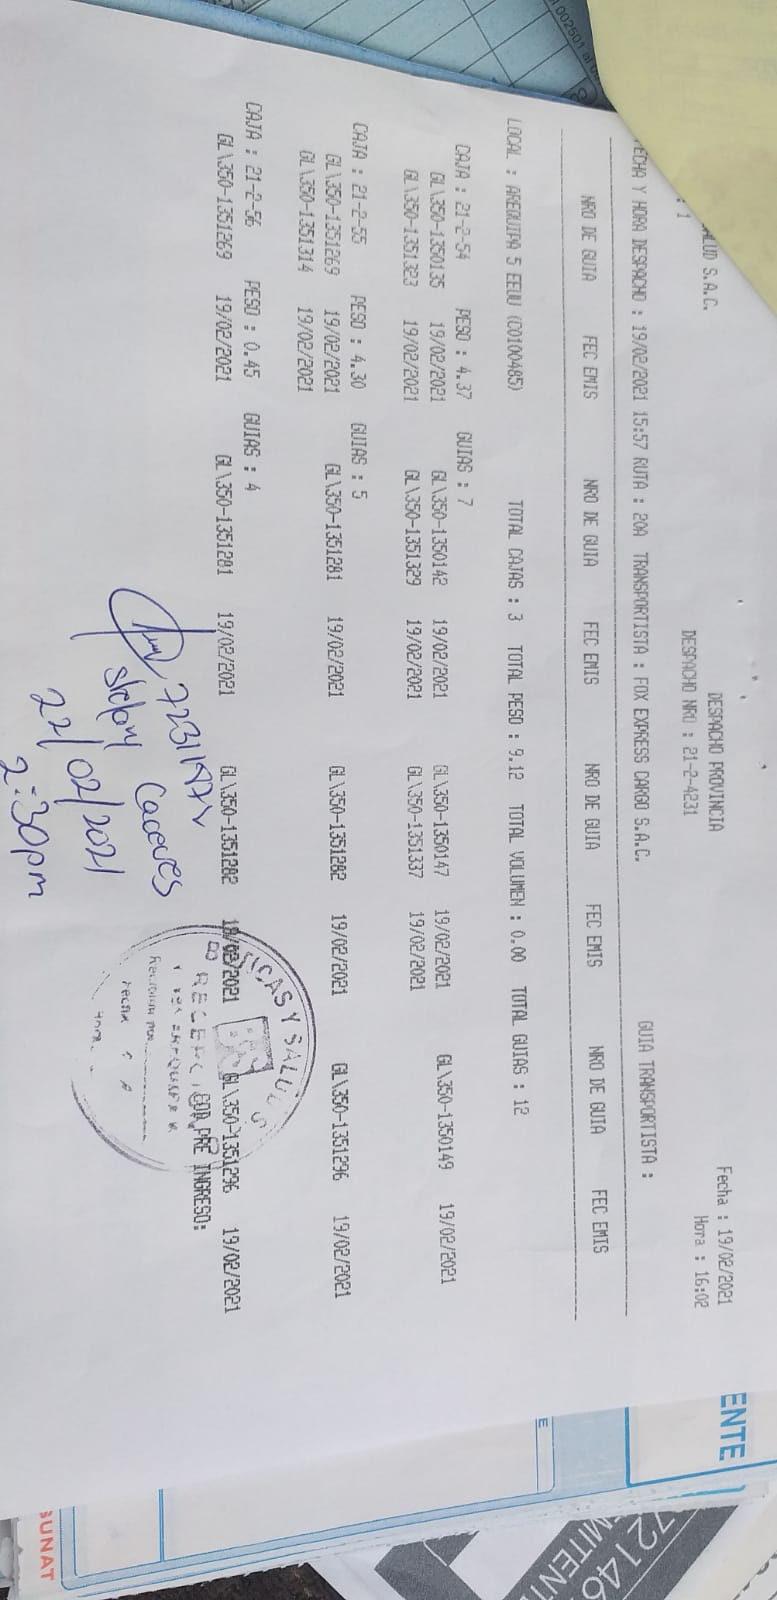 ALUD S.A.C.
: 1
DESPACHO PROVINCIA
DESPACHO NRO : 21-2-4231
Fecha : 19/02/2021
Hora : 16:02
FECHA Y HORA DESPACHO : 19/02/2021 15:57 RUTA : 20A TRANSPORTISTA : FOX EXPRESS CARGO S.A.C. GUIA TRANSPORTISTA :
NRO DE GUIA FEC EMIS NRO DE GUIA FEC EMIS NRO DE GUIA FEC EMIS NRO DE GUIA FEC EMIS
LOCAL : AREQUIPA 5 EEUU (C0100485) TOTAL CAJAS : 3 TOTAL PESO : 9.12 TOTAL VOLUMEN : 0.00 TOTAL GUIAS : 12
CAJA : 21-2-54 PESO : 4.37 GUIAS : 7
GL\350-1350135 19/02/2021 GL\350-1350142 19/02/2021 GL\350-1350147 19/02/2021 GL\350-1350149 19/02/2021
GL\350-1351323 19/02/2021 GL\350-1351329 19/02/2021 GL\350-1351337 19/02/2021
CAJA : 21-2-55 PESO : 4.30 GUIAS : 5
GL\350-1351269 19/02/2021 GL\350-1351281 19/02/2021 GL\350-1351282 19/02/2021 GL\350-1351296 19/02/2021
GL\350-1351314 19/02/2021
CAJA : 21-2-56 PESO : 0.45 GUIAS : 4
GL\350-1351269 19/02/2021 GL\350-1351281 19/02/2021 GL\350-1351282 19/02/2021 GL\350-1351296 19/02/2021
COD PRE INGRESO:
ICAS Y SALUD S
Caceres
22/02/2021
2:30pm
ENTE
E
SUNAT
72146
MITENT
002501 al